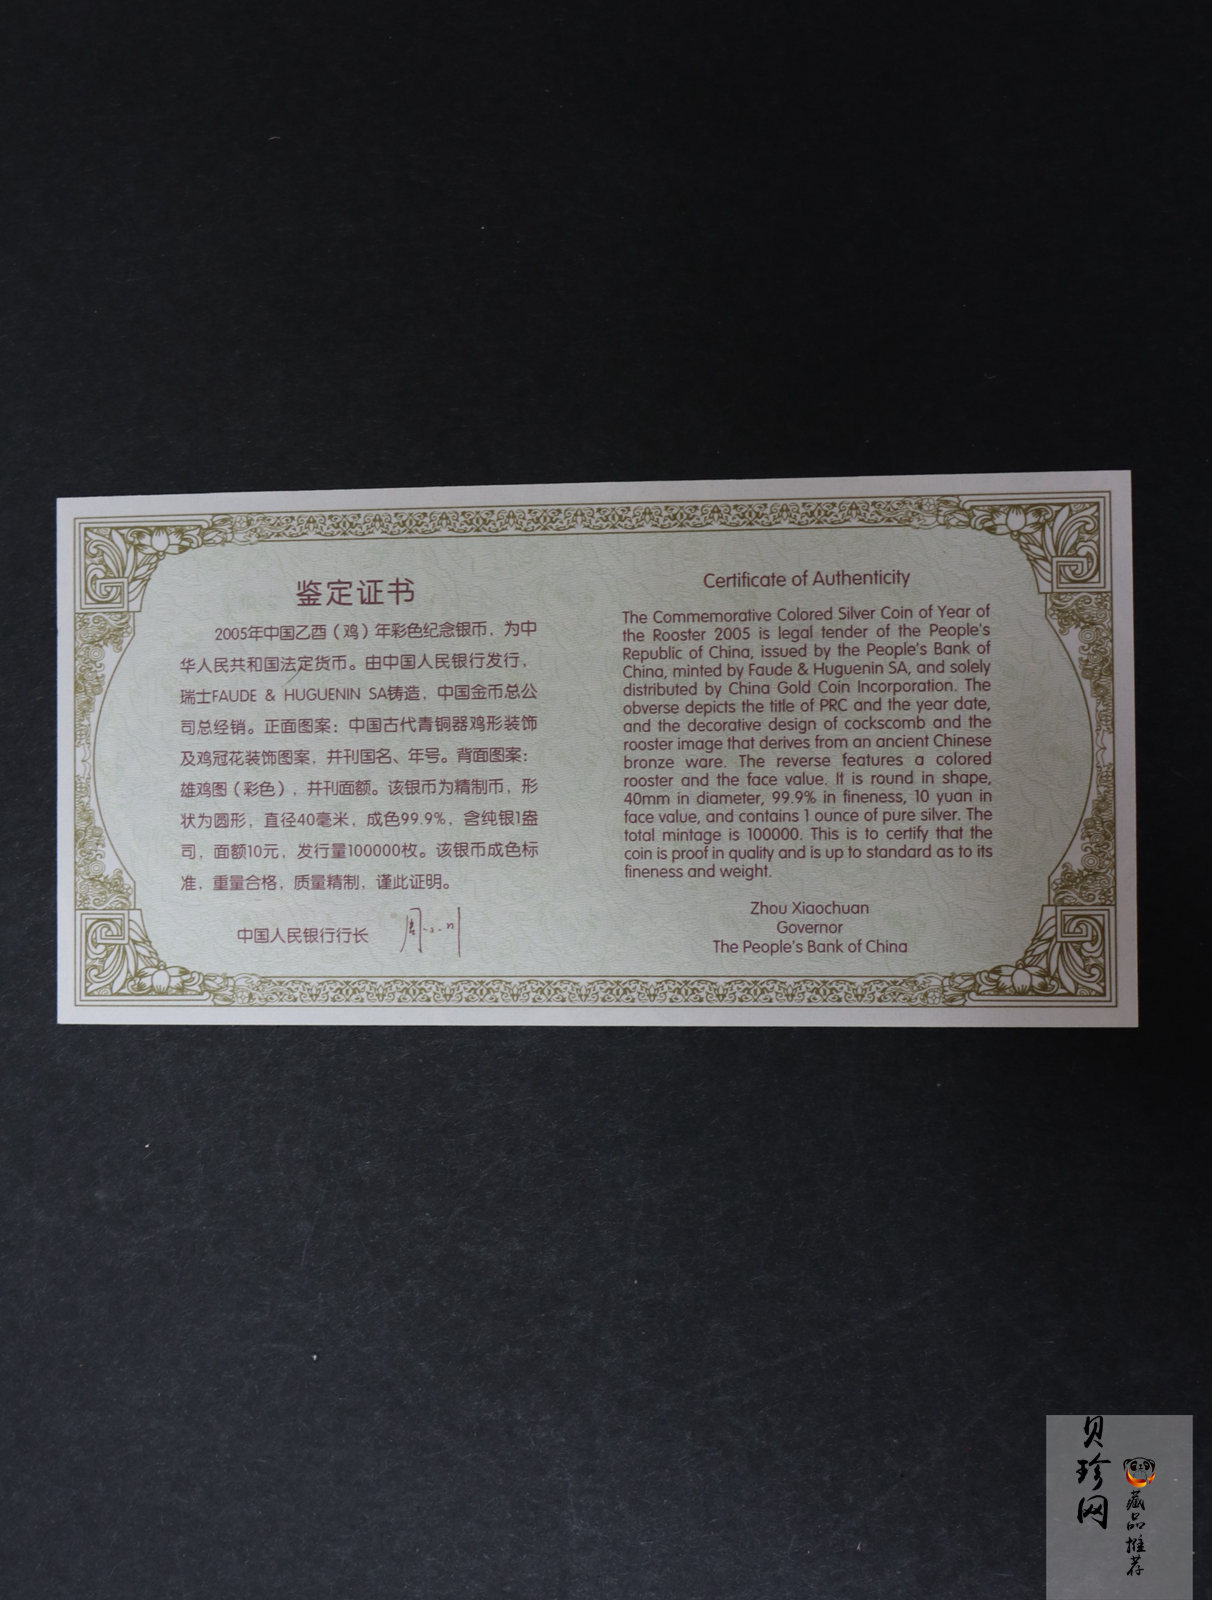 鉴定证书
2005年中国乙酉（鸡）年彩色纪念银币，为中
华人民共和国法定货币。由中国人民银行发行，
瑞士FAUDE & HUGUENIN SA铸造，中国金币总公
司总经销。正面图案：中国古代青铜器鸡形装饰
及鸡冠花装饰图案，并刊国名、年号。背面图案：
雄鸡图（彩色），并刊面额。该银币为精制币，形
状为圆形，直径40毫米，成色99.9%，含纯银1盎
司，面额10元，发行量100000枚。该银币成色标
准，重量合格，质量精制，谨此证明。
中国人民银行行长
Certificate of Authenticity
The Commemorative Colored Silver Coin of Year of
the Rooster 2005 is legal tender of the People's
Republic of China, issued by the People's Bank of
China, minted by Faude & Huguenin SA, and solely
distributed by China Gold Coin Incorporation. The
obverse depicts the title of PRC and the year date,
and the decorative design of cockscomb and the
rooster image that derives from an ancient Chinese
bronze ware. The reverse features a colored
rooster and the face value. It is round in shape,
40mm in diameter, 99.9% in fineness, 10 yuan in
face value, and contains 1 ounce of pure silver. The
total mintage is 100000. This is to certify that the
coin is proof in quality and is up to standard as to its
fineness and weight.
Zhou Xiaochuan
Governor
The People's Bank of China
贝珍网
藏品推荐